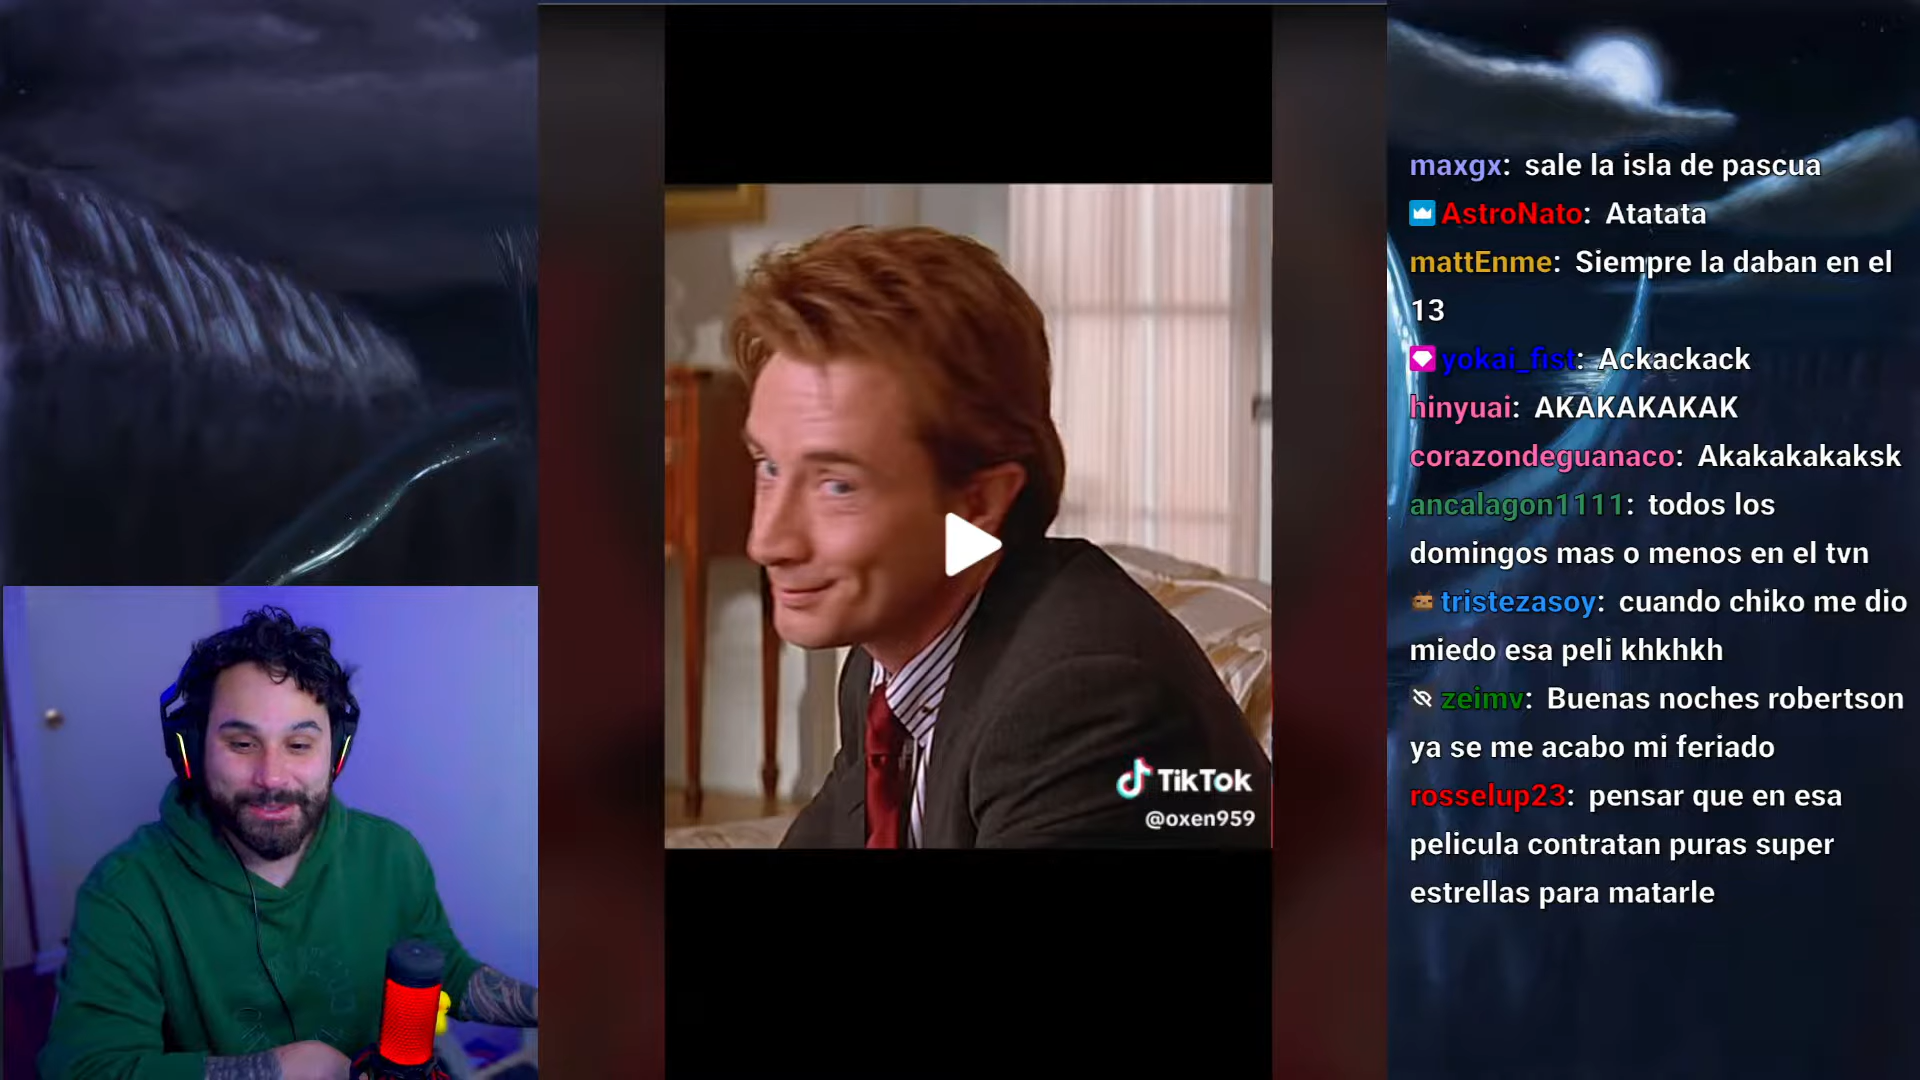 maxgx: sale la isla de pascua
AstroNato: Atatata
mattEnme: Siempre la daban en el
13
yokai_fist: Ackackack
hinyuai: AKAKAKAKAK
corazondeguanaco: Akakakakaksk
ancalagon1111: todos los
domingos mas o menos en el tvn
tristezasoy: cuando chiko me dio
miedo esa peli khkhkh
zeimv: Buenas noches robertson
ya se me acabo mi feriado
rosselup23: pensar que en esa
pelicula contratan puras super
estrellas para matarle
TikTok
@oxen959